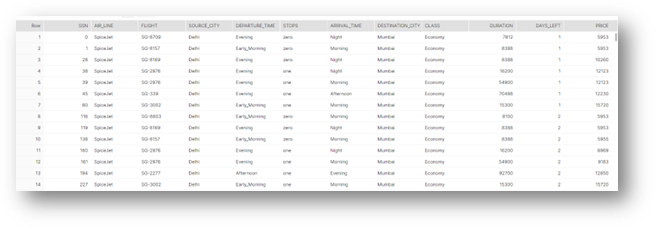 Row SSN AIR_LINE FLIGHT SOURCE_CITY DEPARTURE_TIME STOPS ARRIVAL_TIME DESTINATION_CITY CLASS DURATION DAYS_LEFT PRICE
1 0 SpiceJet SG-8709 Delhi Evening zero Night Mumbai Economy 7812 1 5953
2 1 SpiceJet SG-8157 Delhi Early_Morning zero Morning Mumbai Economy 8388 1 5953
3 28 SpiceJet SG-8169 Delhi Evening zero Night Mumbai Economy 8388 1 10260
4 38 SpiceJet SG-2976 Delhi Evening one Night Mumbai Economy 16200 1 12123
5 39 SpiceJet SG-2976 Delhi Evening one Morning Mumbai Economy 54900 1 12123
6 45 SpiceJet SG-339 Delhi Evening one Afternoon Mumbai Economy 70488 1 12230
7 80 SpiceJet SG-3002 Delhi Early_Morning one Morning Mumbai Economy 15300 1 15720
8 118 SpiceJet Delhi Early_Morning zero Morning Mumbai Economy 8100 2 5953
9 119 SpiceJet SG-8169 Delhi Evening zero Night Mumbai Economy 8388 2 5953
10 138 SpiceJet SG-8157 Delhi Early_Morning zero Morning Mumbai Economy 8388 2 5955
11 160 SpiceJet SG-2976 Delhi Evening one Night Mumbai Economy 16200 2 8869
12 161 SpiceJet SG-2976 Delhi Evening one Morning Mumbai Economy 54900 2 9183
13 194 SpiceJet SG-2277 Delhi Afternoon one Evening Mumbai Economy 92700 2 12850
14 227 SpiceJet SG-3002 Delhi Early_Morning one Morning Mumbai Economy 15300 2 15720